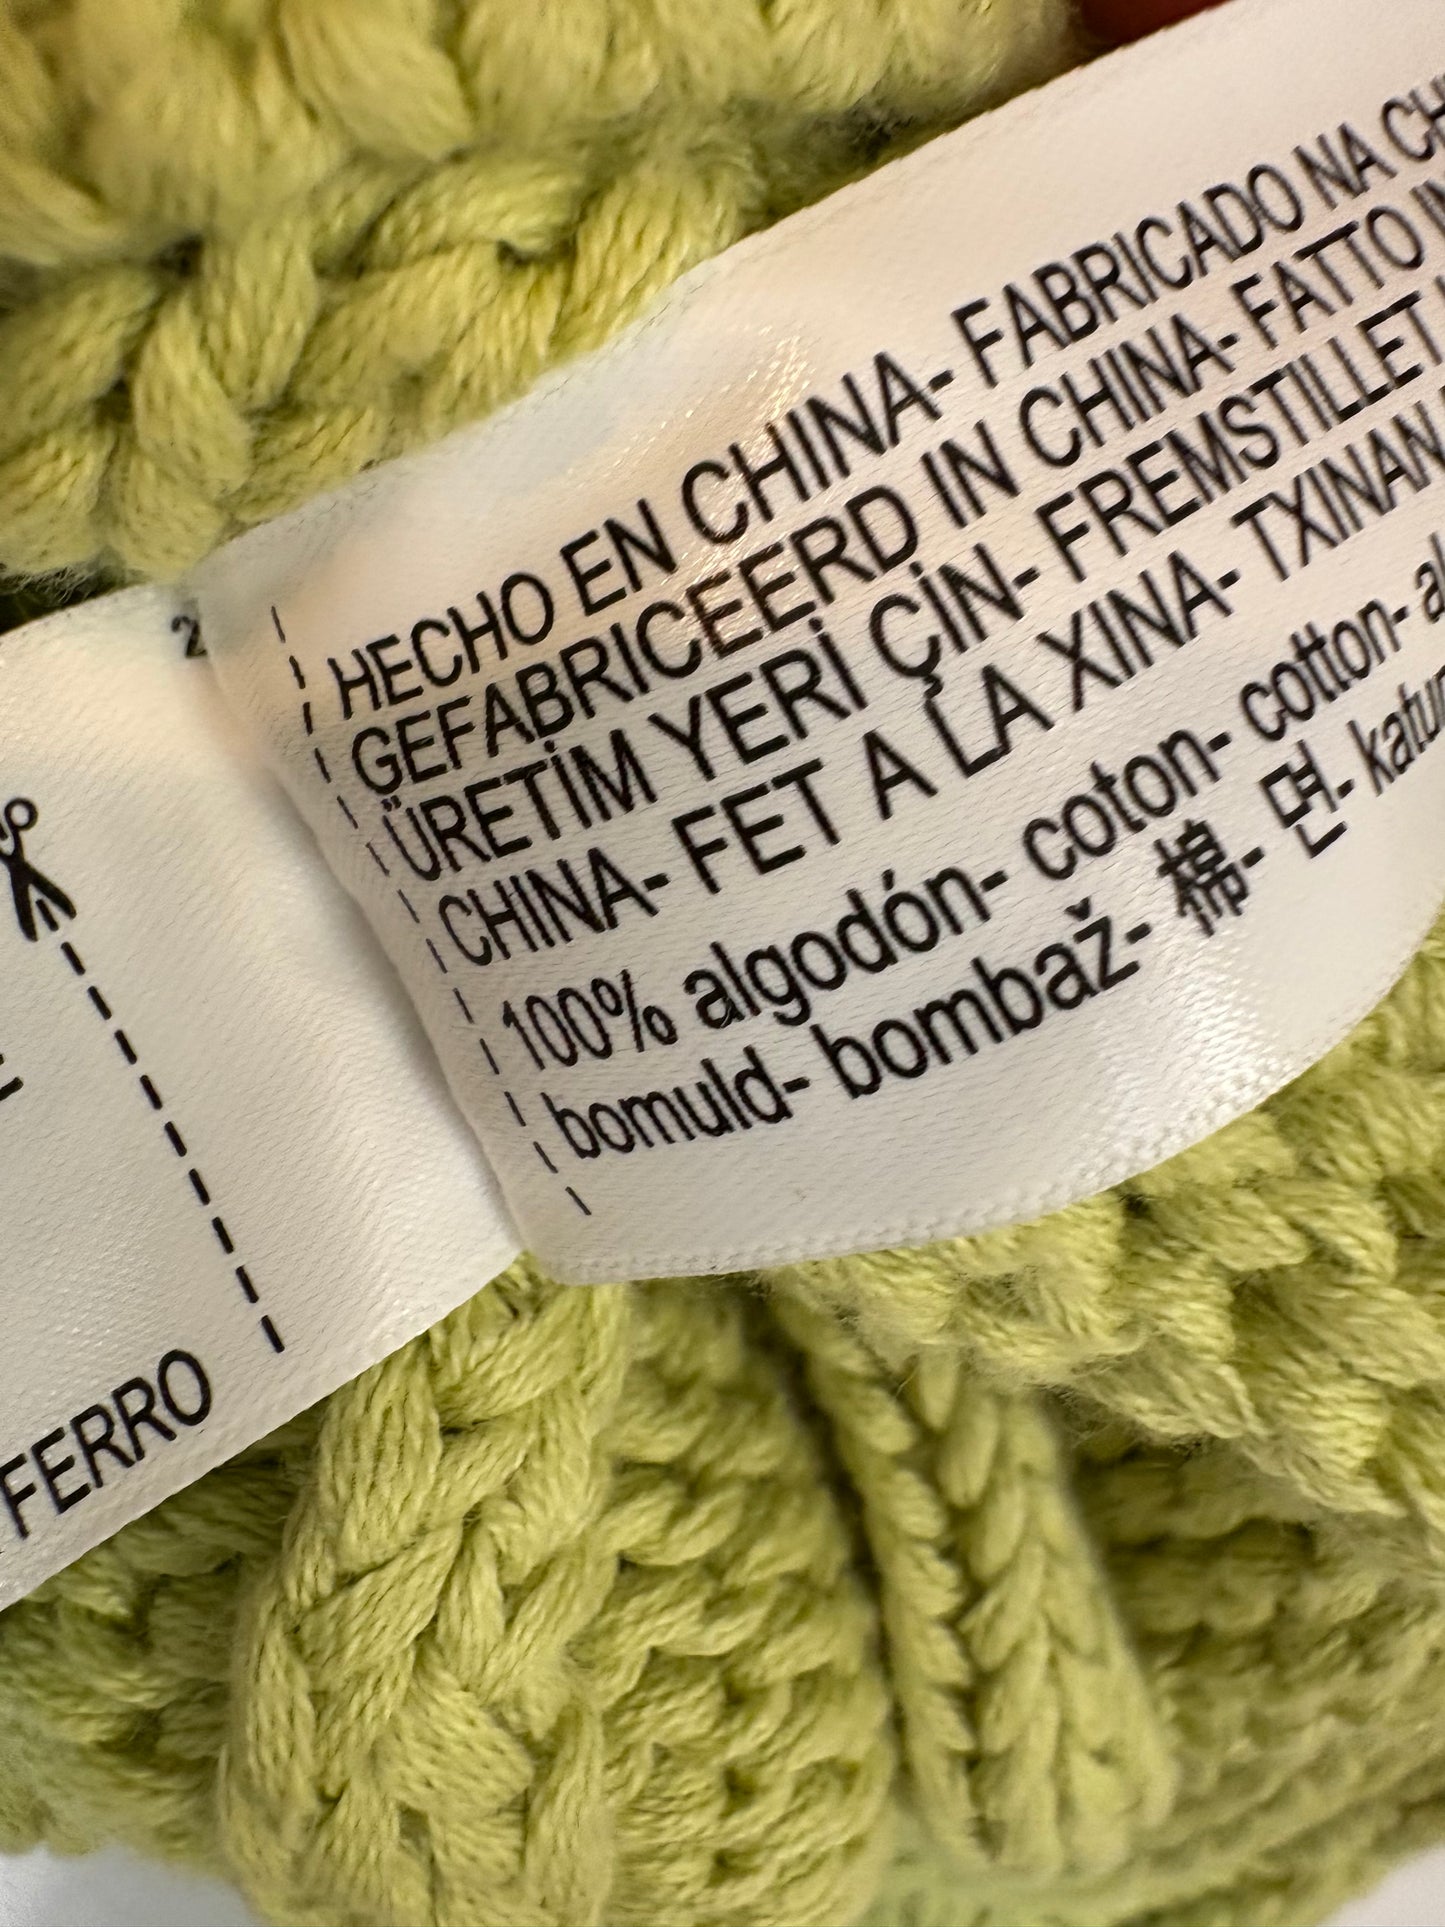 HECHO EN CHINA- FABRICADO NA
GEFABRICEERD IN CHINA- FATTO
ÜRETİM YERİ ÇİN- FREMSTILLET
CHINA- FET A LA XINA-
100% algodón- coton- cotton-
bomuld- bombaž- 棉- 면-
2
FERRO